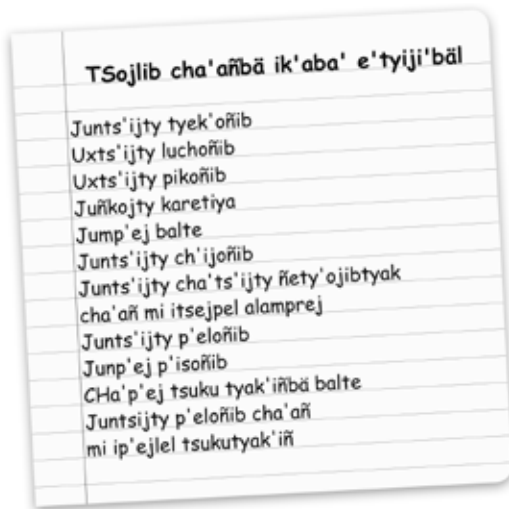 TSojlib cha'añbä ik'aba' e'tyiji'bäl
Junts'ijty tyek'oñib
Uxts'ijty luchoñib
Uxts'ijty pikoñib
Juñkojty karetiya
Jump'ej balte
Junts'ijty ch'ijoñib
Junts'ijty cha'ts'ijty ñety'ojibtyak
cha'añ mi itsejpel alamprej
Junts'ijty p'eloñib
Junp'ej p'isoñib
CHa'p'ej tsuku tyak'iñbä balte
Juntsijty p'eloñib cha'añ
mi ip'ejlel tsukutyak'iñ